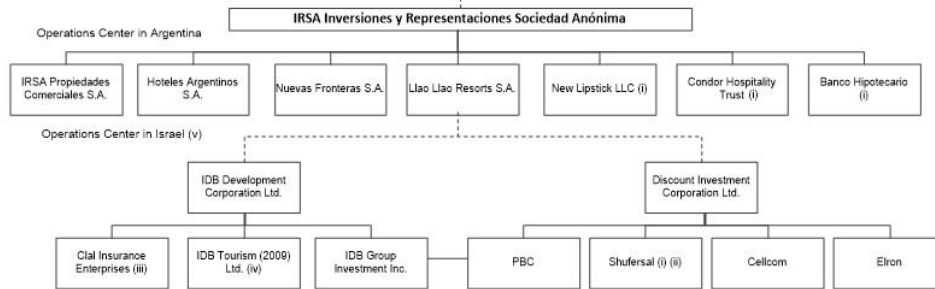 IRSA Inversiones y Representaciones Sociedad Anónima
Operations Center in Argentina
IRSA Propiedades
Comerciales S.A.
Hoteles Argentinos
S.A.
Nuevas Fronteras S.A.
Llao Llao Resorts S.A.
New Lipstick LLC (i)
Condor Hospitality
Trust (i)
Banco Hipotecario
(i)
Operations Center in Israel (v)
IDB Development
Corporation Ltd.
Discount Investment
Corporation Ltd.
Clal Insurance
Enterprises (iii)
IDB Tourism (2009)
Ltd. (iv)
IDB Group
Investment Inc.
PBC
Shufersal (i) (ii)
Cellcom
Elron